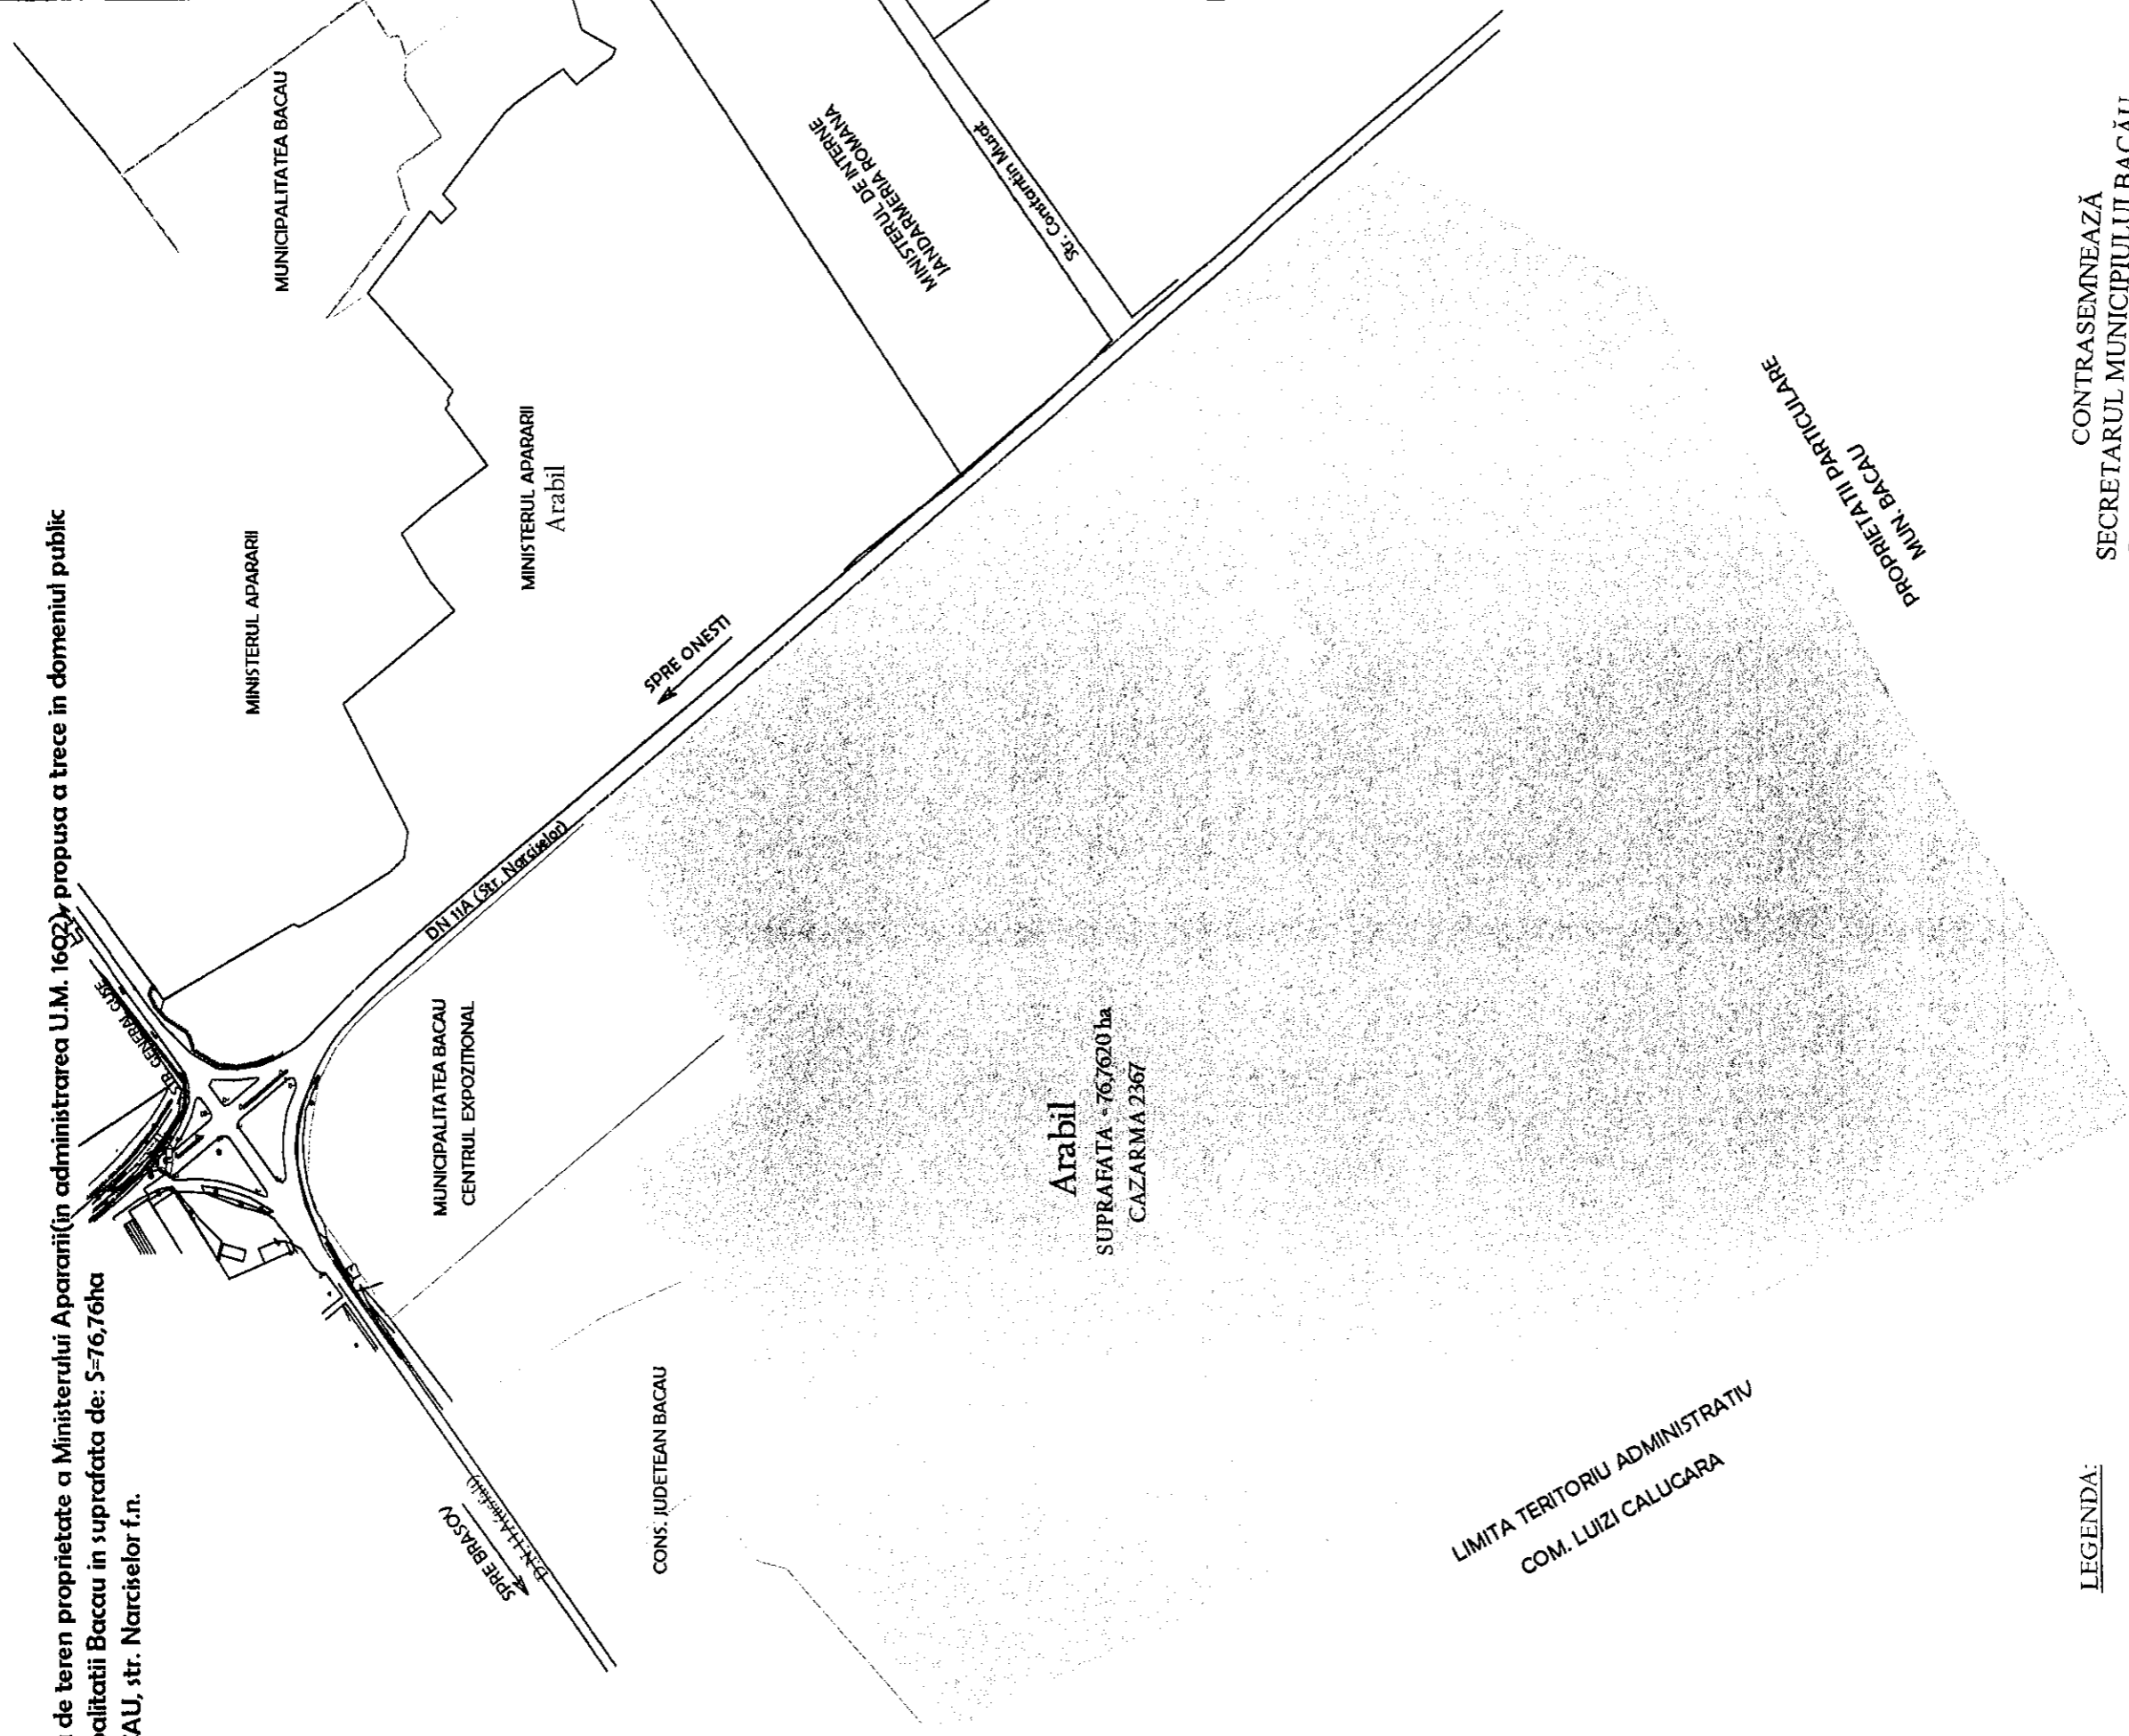 de teren proprietate a Ministerului Apararii(in administrarea U.M. 1602), propusa a trece in domeniul public
palitatii Bacau in suprafata de: S=76,76ha
AU, str. Narciselor f.n.
MUNICIPALITATEA BACAU
MINISTERUL APARARII
MINISTERUL APARARII
Arabil
MINISTERUL DE INTERNE
JANDARMERIA ROMANA
Str. Constantin Musat
SPRE ONESTI
DN 11A (Str. Narciselor)
STR. GENERAL GUSE
MUNICIPALITATEA BACAU
CENTRUL EXPOZITIONAL
SPRE BRASOV
CONS. JUDETEAN BACAU
Arabil
SUPRAFATA - 76,7620 ha
CAZARMA 2367
PROPRIETATII PARTICULARE
MUN. BACAU
LIMITA TERITORIU ADMINISTRATIV
COM. LUIZI CALUGARA
CONTRASEMNEAZĂ
SECRETARUL MUNICIPIULUI BACĂU
LEGENDA: